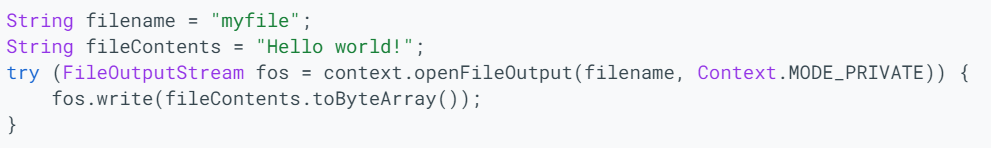 String filename = "myfile";
String fileContents = "Hello world!";
try (FileOutputStream fos = context.openFileOutput(filename, Context.MODE_PRIVATE)) {
    fos.write(fileContents.toByteArray());
}